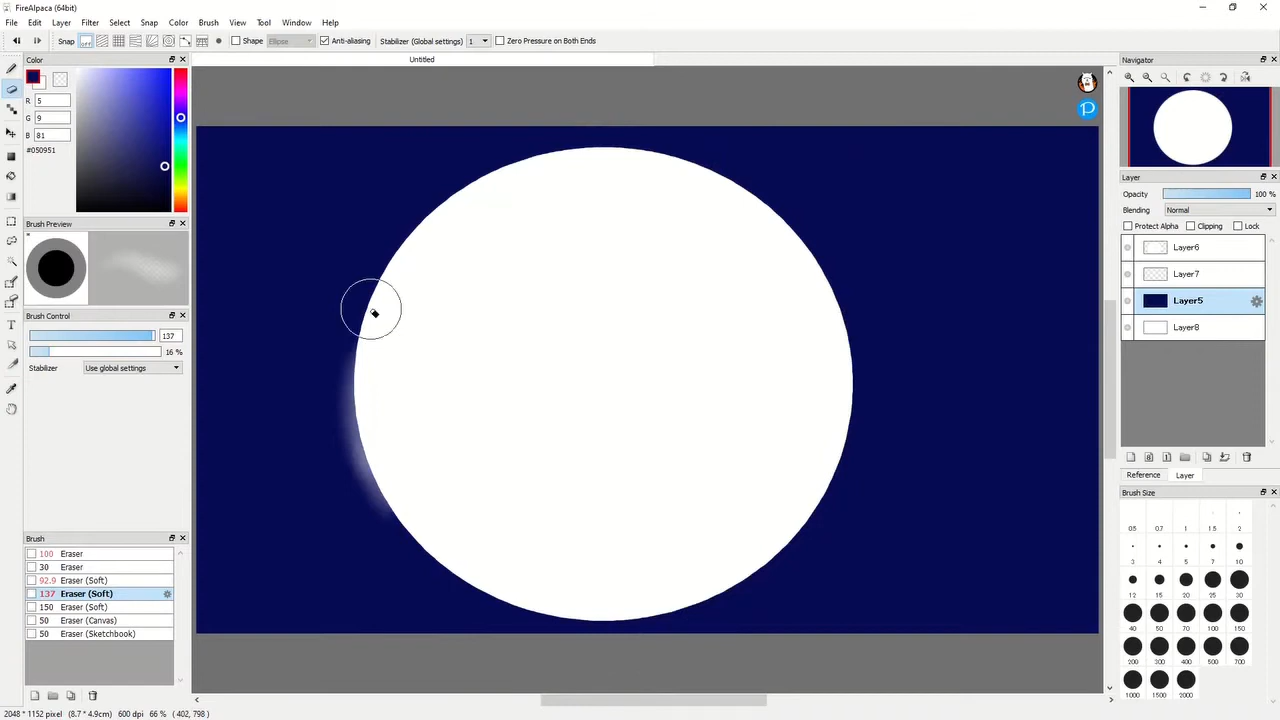 FireAlpaca (64bit)
File Edit Layer Filter Select Snap Color Brush View Tool Window Help
Snap OFF Shape Ellipse Anti-aliasing Stabilizer (Global settings) 1 Zero Pressure on Both Ends
Color
R 5
G 9
B 81
#050951
Brush Preview
Brush Control
137
16 %
Stabilizer Use global settings
Brush
100 Eraser
30 Eraser
92.9 Eraser (Soft)
137 Eraser (Soft)
150 Eraser (Soft)
50 Eraser (Canvas)
50 Eraser (Sketchbook)
2048 * 1152 pixel (8.7 * 4.9cm) 600 dpi 66 % ( 402, 798 )
Untitled
Navigator
Layer
Opacity 100 %
Blending Normal
Protect Alpha Clipping Lock
Layer6
Layer7
Layer5
Layer8
Reference Layer
Brush Size
0.5 0.7 1 1.5 2
3 4 5 7 10
12 15 20 25 30
40 50 70 100 150
200 300 400 500 700
1000 1500 2000